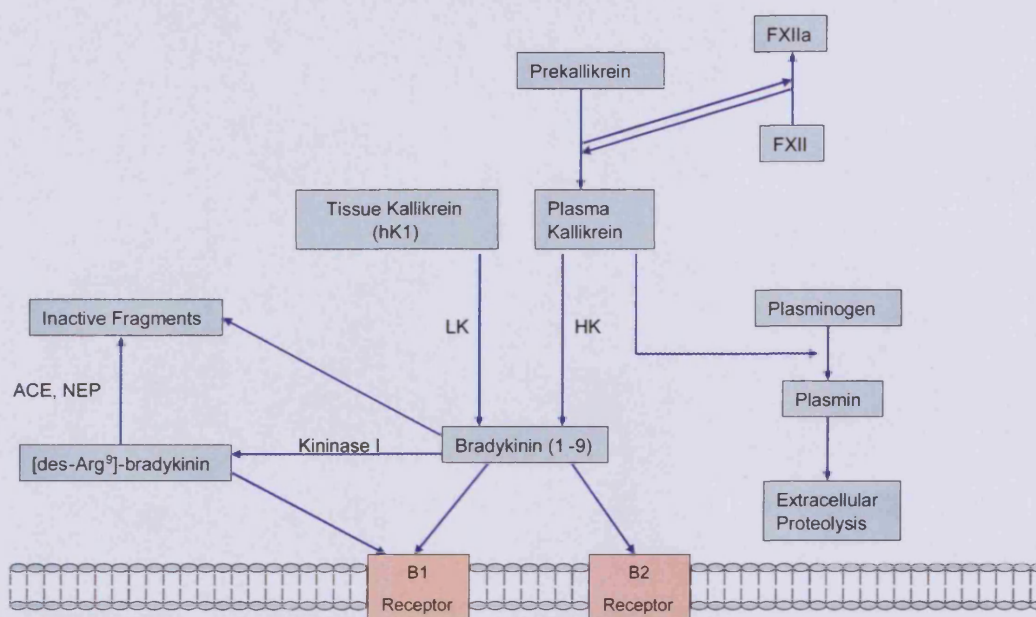 FXIIa
Prekallikrein
FXII
Tissue Kallikrein
(hK1)
Plasma
Kallikrein
Inactive Fragments
LK
HK
Plasminogen
ACE, NEP
Plasmin
Kininase I
Bradykinin (1-9)
[des-Arg⁹]-bradykinin
Extracellular
Proteolysis
B1
Receptor
B2
Receptor